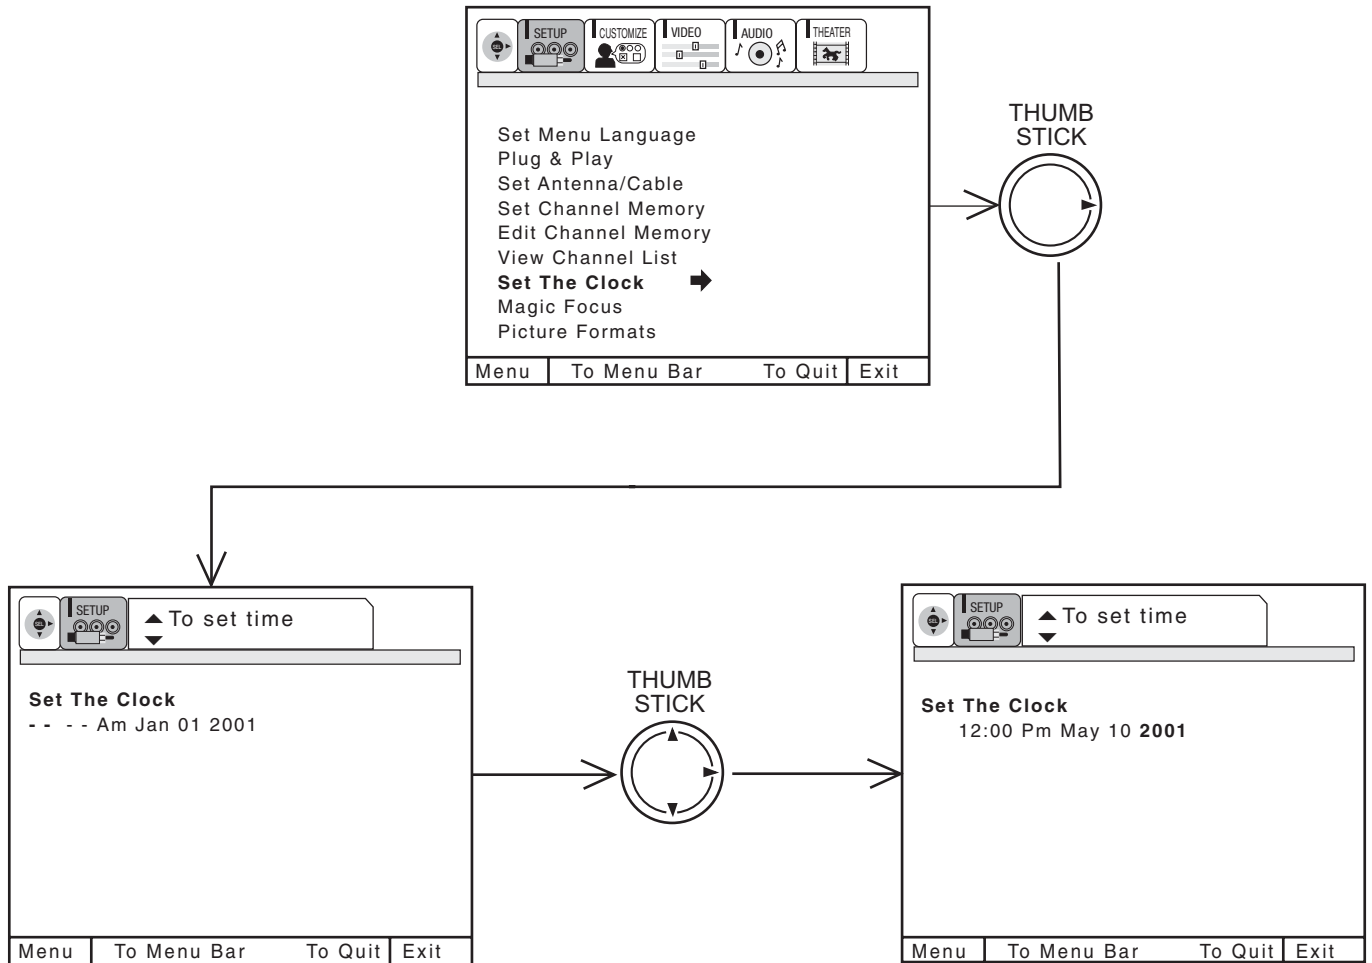 SEL
SETUP
CUSTOMIZE
VIDEO
AUDIO
THEATER
Set Menu Language
Plug & Play
Set Antenna/Cable
Set Channel Memory
Edit Channel Memory
View Channel List
Set The Clock
Magic Focus
Picture Formats
Menu To Menu Bar To Quit Exit
THUMB
STICK
SEL
SETUP
To set time
Set The Clock
- - - - Am Jan 01 2001
Menu To Menu Bar To Quit Exit
THUMB
STICK
SEL
SETUP
To set time
Set The Clock
12:00 Pm May 10 2001
Menu To Menu Bar To Quit Exit